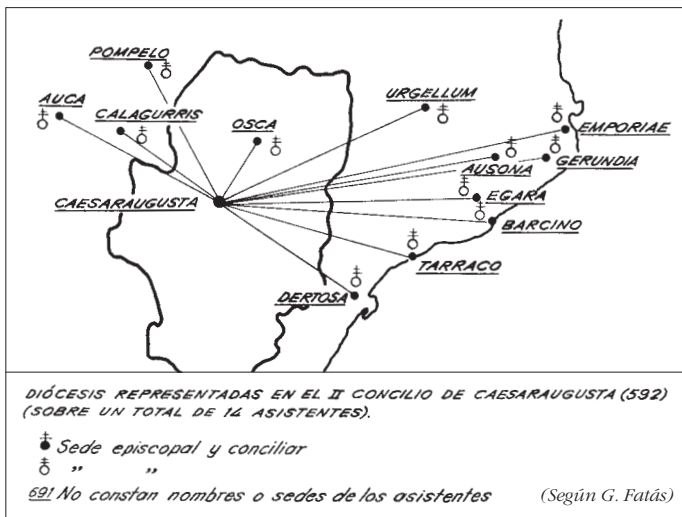 POMPELO
AUCA
CALAGURRIS
OSCA
URGELLUM
EMPORIAE
AUSONA
GERUNDIA
CAESARAUGUSTA
EGARA
BARCINO
TARRACO
DERTOSA
DIÓCESIS REPRESENTADAS EN EL II CONCILIO DE CAESARAUGUSTA (592)
(SOBRE UN TOTAL DE 14 ASISTENTES).
Sede episcopal y conciliar
" "
691 No constan nombres o sedes de los asistentes
(Según G. Fatás)